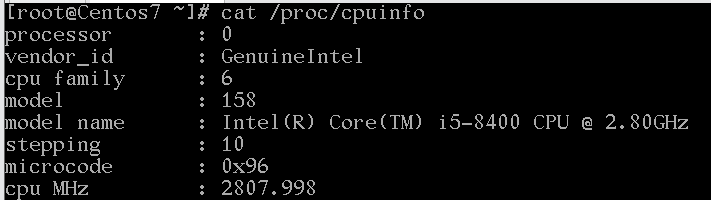 [root@Centos7 ~]# cat /proc/cpuinfo
processor : 0
vendor_id : GenuineIntel
cpu family : 6
model : 158
model name : Intel(R) Core(TM) i5-8400 CPU @ 2.80GHz
stepping : 10
microcode : 0x96
cpu MHz : 2807.998